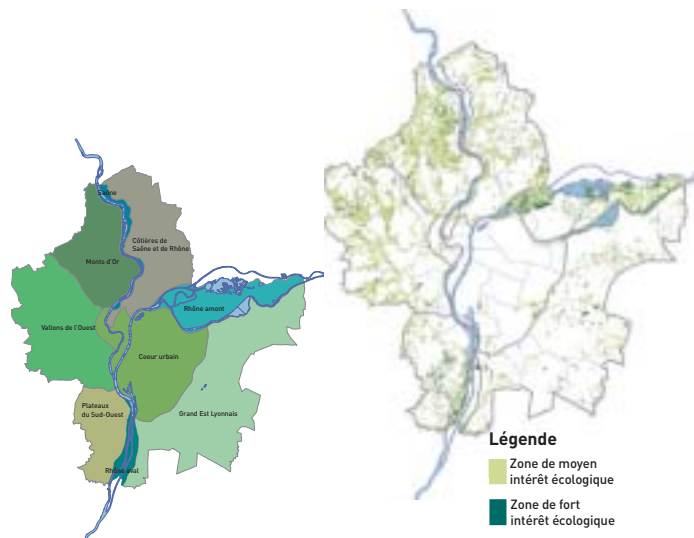 Saône
Côtières de
Saône et de Rhône
Monts d'Or
Rhône amont
Vallons de l'Ouest
Coeur urbain
Plateaux
du Sud-Ouest
Grand Est Lyonnais
Rhône aval
Légende
Zone de moyen
intérêt écologique
Zone de fort
intérêt écologique